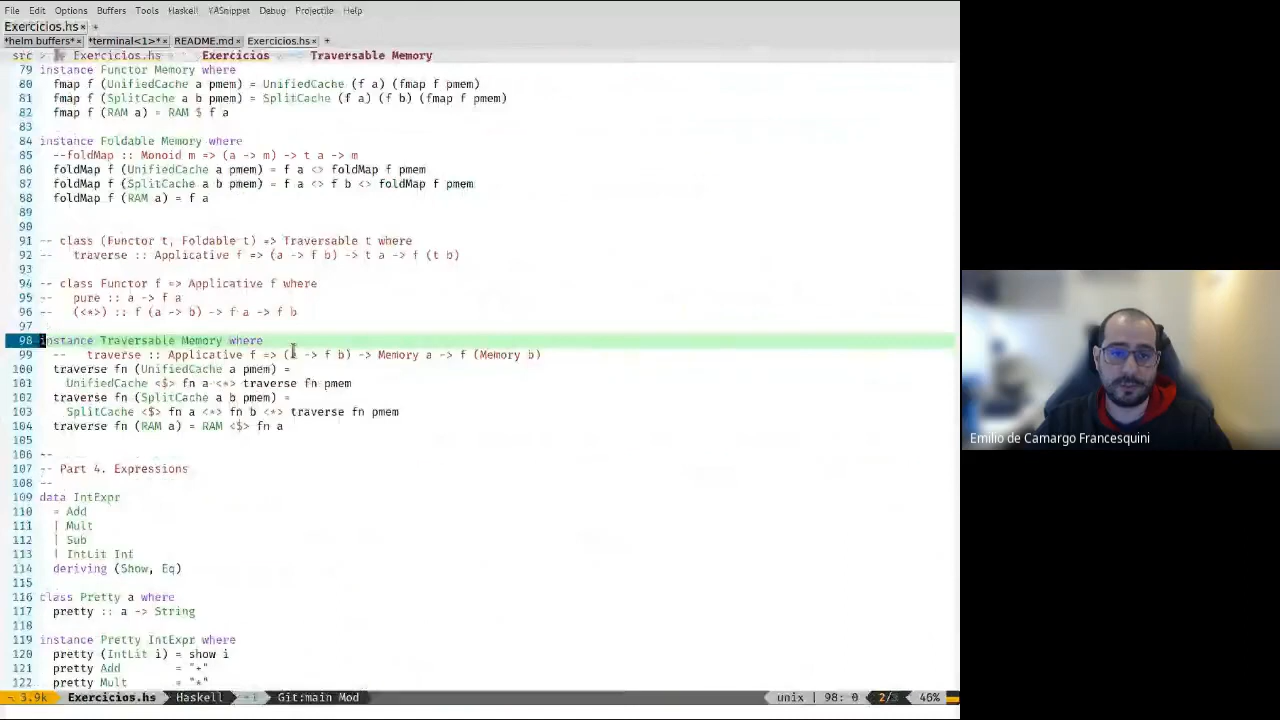 File Edit Options Buffers Tools Haskell YASnippet Debug Projectile Help
Exercicios.hs × +
*helm buffers*× *terminal<1>*× README.md× Exercicios.hs× +
src > Exercicios.hs Exercicios Traversable Memory
79 instance Functor Memory where
80 fmap f (UnifiedCache a pmem) = UnifiedCache (f a) (fmap f pmem)
81 fmap f (SplitCache a b pmem) = SplitCache (f a) (f b) (fmap f pmem)
82 fmap f (RAM a) = RAM $ f a
83
84 instance Foldable Memory where
85 --foldMap :: Monoid m => (a -> m) -> t a -> m
86 foldMap f (UnifiedCache a pmem) = f a <> foldMap f pmem
87 foldMap f (SplitCache a b pmem) = f a <> f b <> foldMap f pmem
88 foldMap f (RAM a) = f a
89
90
91 -- class (Functor t, Foldable t) => Traversable t where
92 -- traverse :: Applicative f => (a -> f b) -> t a -> f (t b)
93
94 -- class Functor f => Applicative f where
95 -- pure :: a -> f a
96 -- (<*>) :: f (a -> b) -> f a -> f b
97
98 instance Traversable Memory where
99 -- traverse :: Applicative f => (a -> f b) -> Memory a -> f (Memory b)
100 traverse fn (UnifiedCache a pmem) =
101 UnifiedCache <$> fn a <*> traverse fn pmem
102 traverse fn (SplitCache a b pmem) =
103 SplitCache <$> fn a <*> fn b <*> traverse fn pmem
104 traverse fn (RAM a) = RAM <$> fn a
105
106 --
107 -- Part 4. Expressions
108 --
109 data IntExpr
110 = Add
111 | Mult
112 | Sub
113 | IntLit Int
114 deriving (Show, Eq)
115
116 class Pretty a where
117 pretty :: a -> String
118
119 instance Pretty IntExpr where
120 pretty (IntLit i) = show i
121 pretty Add = "+"
122 pretty Mult = "*"
3.9k Exercicios.hs Haskell Git:main Mod unix | 98: 0 46%
Emilio de Camargo Francesquini